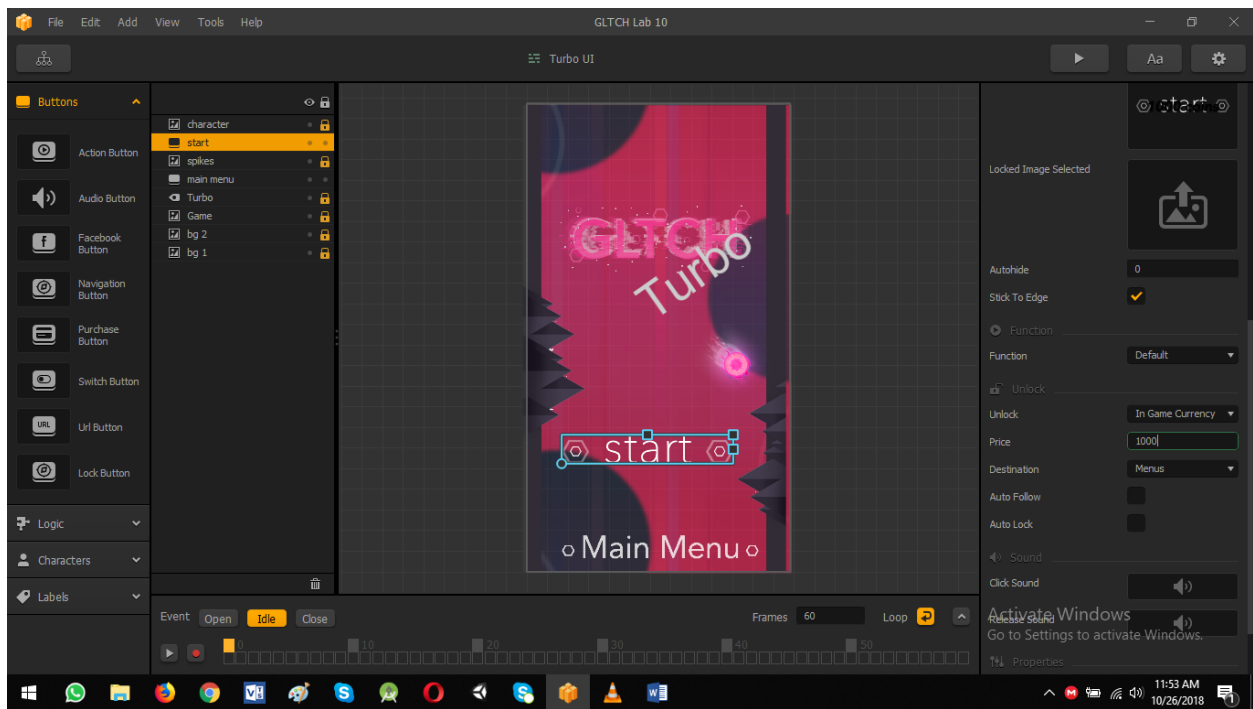 File Edit Add View Tools Help
GLTCH Lab 10
Turbo UI
Aa
Buttons
Action Button
Audio Button
Facebook
Button
Navigation
Button
Purchase
Button
Switch Button
URL
Url Button
Lock Button
Logic
Characters
Labels
character
start
spikes
main menu
Turbo
Game
bg 2
bg 1
GLTCH
Turbo
start
Main Menu
start
Locked Image Selected
Autohide 0
Stick To Edge
Function
Function Default
Unlock
Unlock In Game Currency
Price 1000
Destination Menus
Auto Follow
Auto Lock
Sound
Click Sound
Release Sound
Activate Windows
Go to Settings to activate Windows.
Properties
Event Open Idle Close
Frames 60 Loop
0 10 20 30 40 50
11:53 AM
10/26/2018